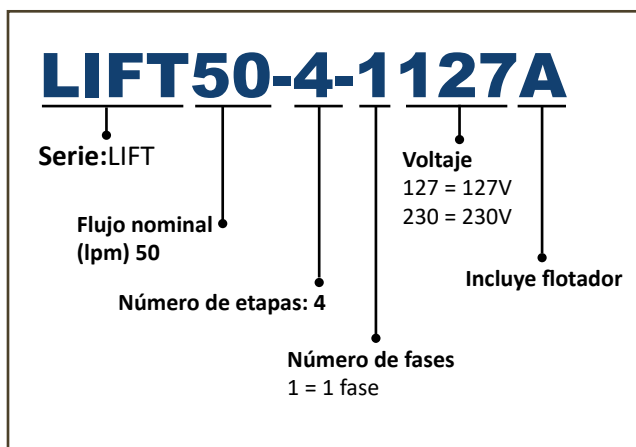 LIFT50-4-1127A
Serie:LIFT
Voltaje
127 = 127V
230 = 230V
Flujo nominal
(lpm) 50
Incluye flotador
Número de etapas: 4
Número de fases
1 = 1 fase